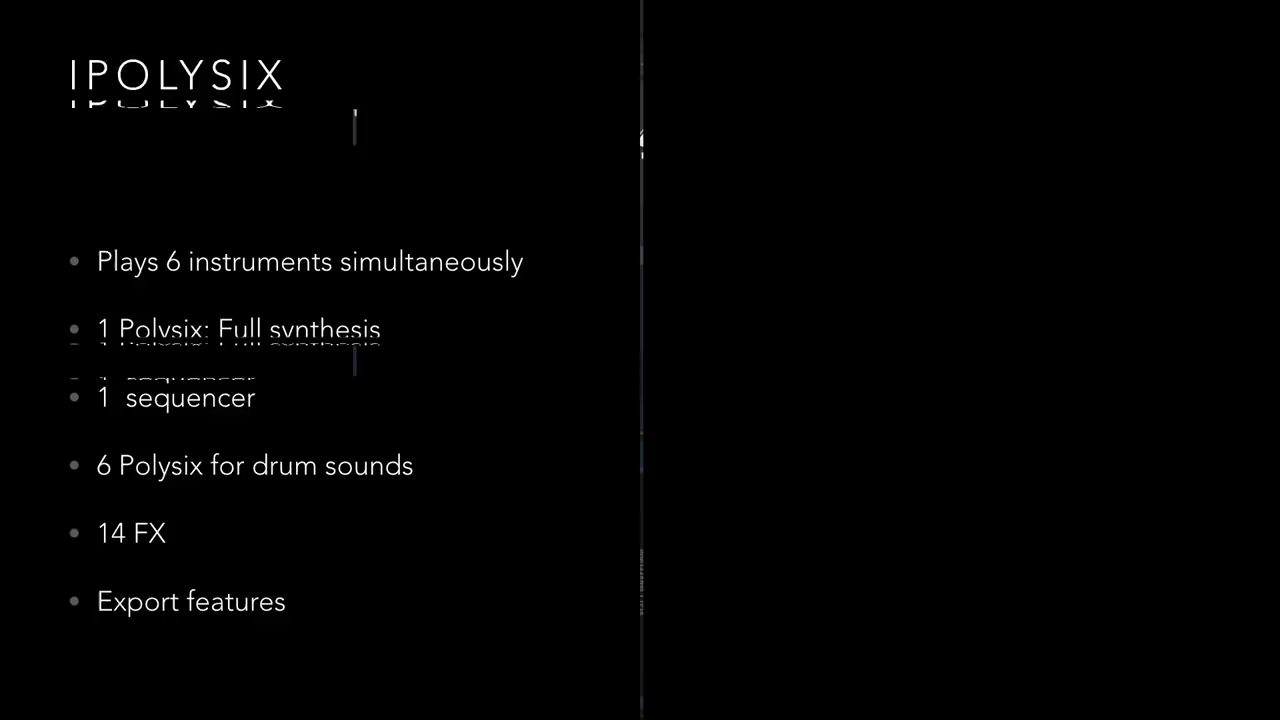 IPOLYSIX
Plays 6 instruments simultaneously
1 Polysix: Full synthesis
1 sequencer
6 Polysix for drum sounds
14 FX
Export features